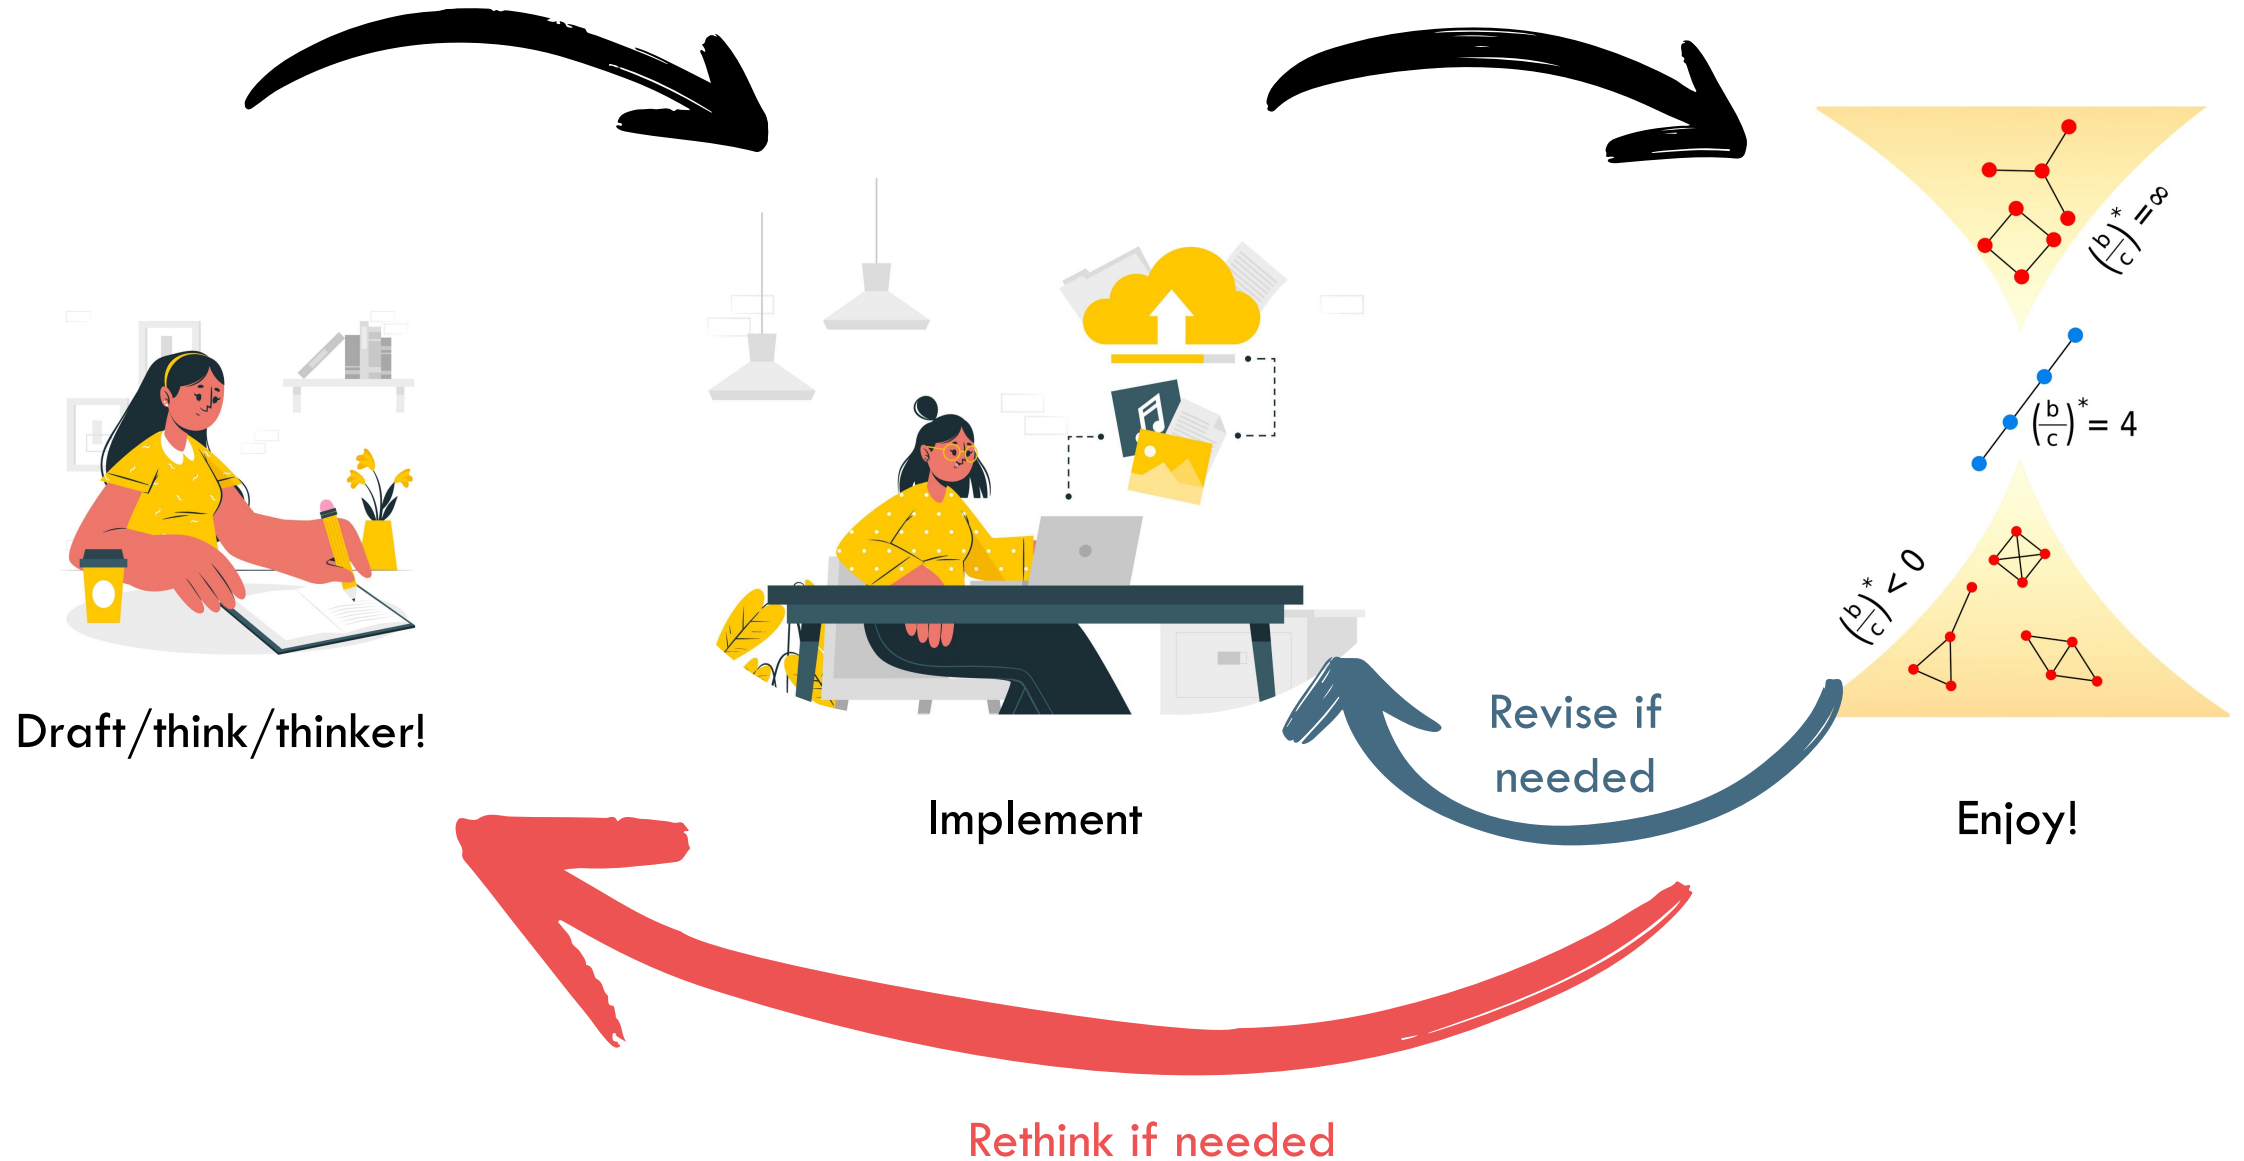 (b/c)* = ∞
(b/c)* = 4
(b/c)* < 0
Draft/think/thinker!
Revise if
needed
Implement
Enjoy!
Rethink if needed